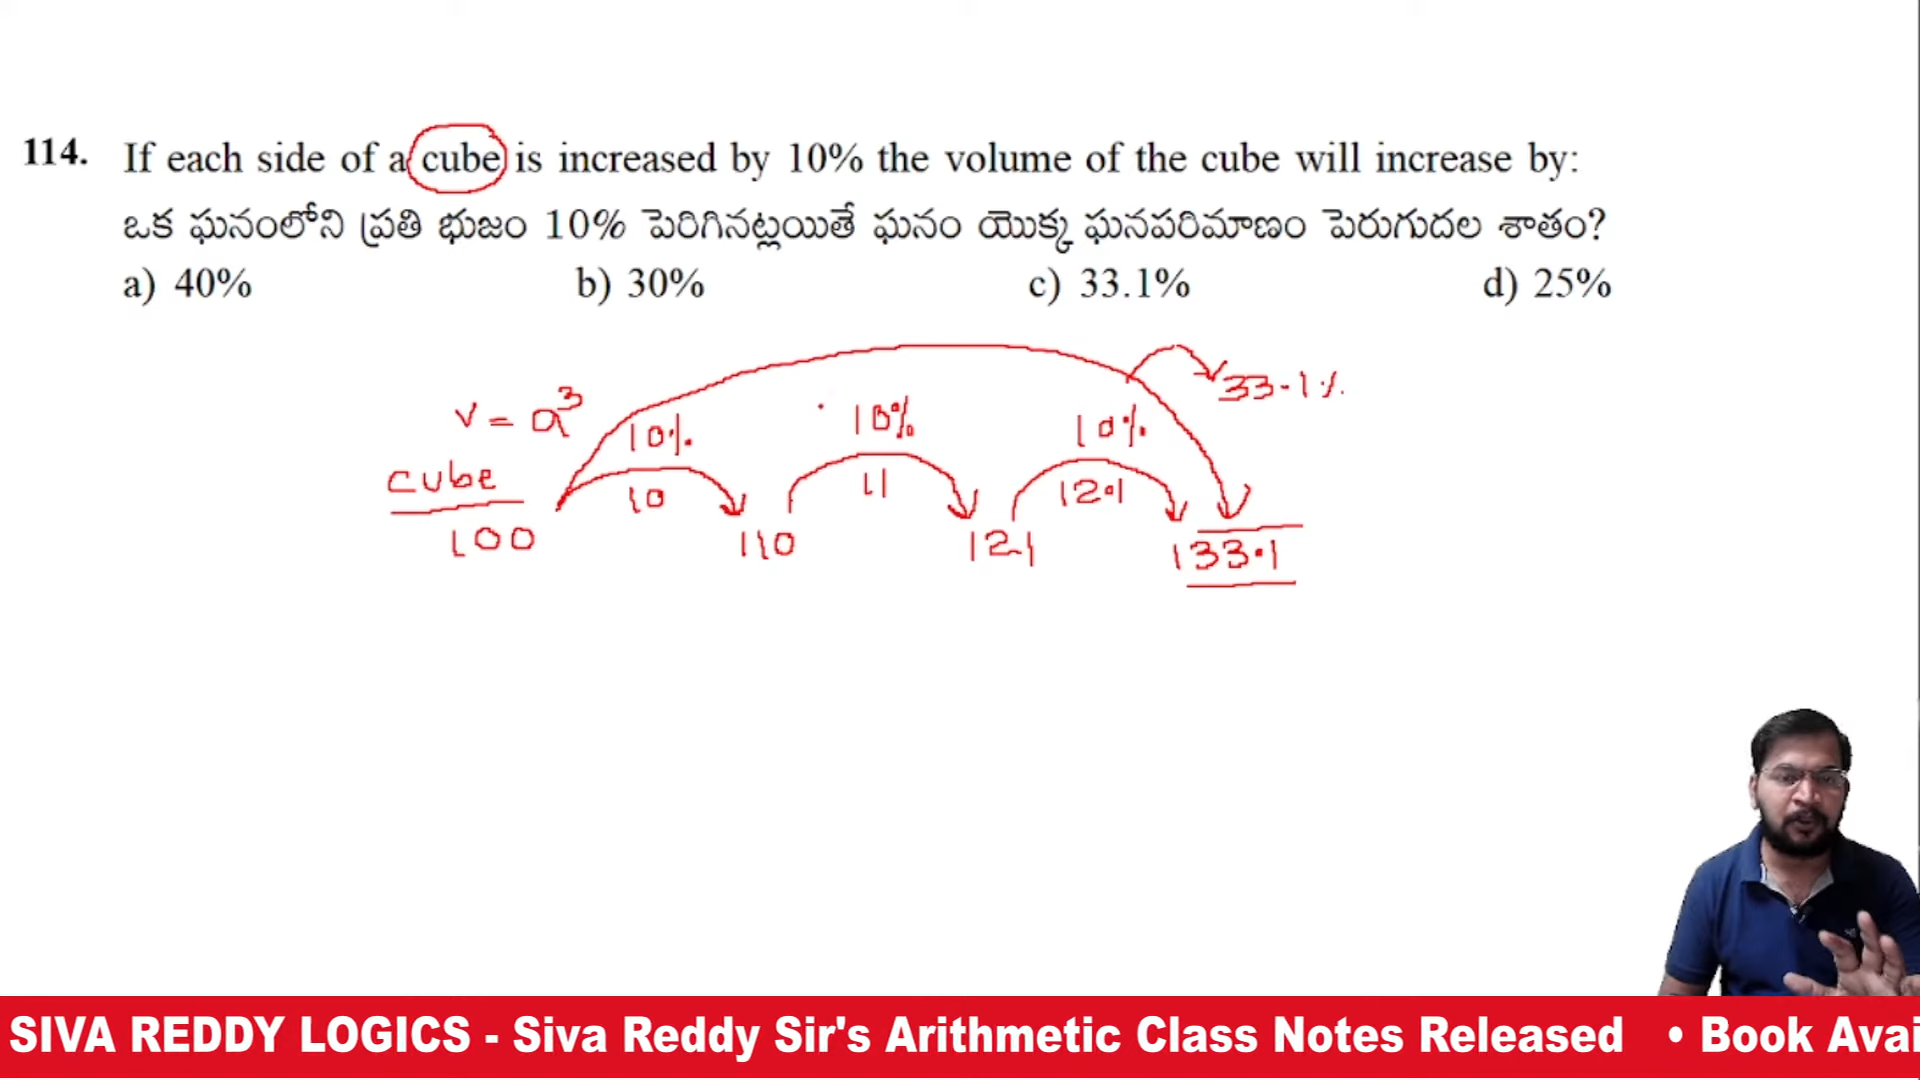 114. If each side of a cube is increased by 10% the volume of the cube will increase by:
ఒక ఘనంలోని ప్రతి భుజం 10% పెరిగినట్లయితే ఘనం యొక్క ఘనపరిమాణం పెరుగుదల శాతం?
a) 40% b) 30% c) 33.1% d) 25%
33.1%
v = a³ 10% 10% 10%
cube 10 11 12.1
100 110 121 133.1
SIVA REDDY LOGICS - Siva Reddy Sir's Arithmetic Class Notes Released • Book Avai